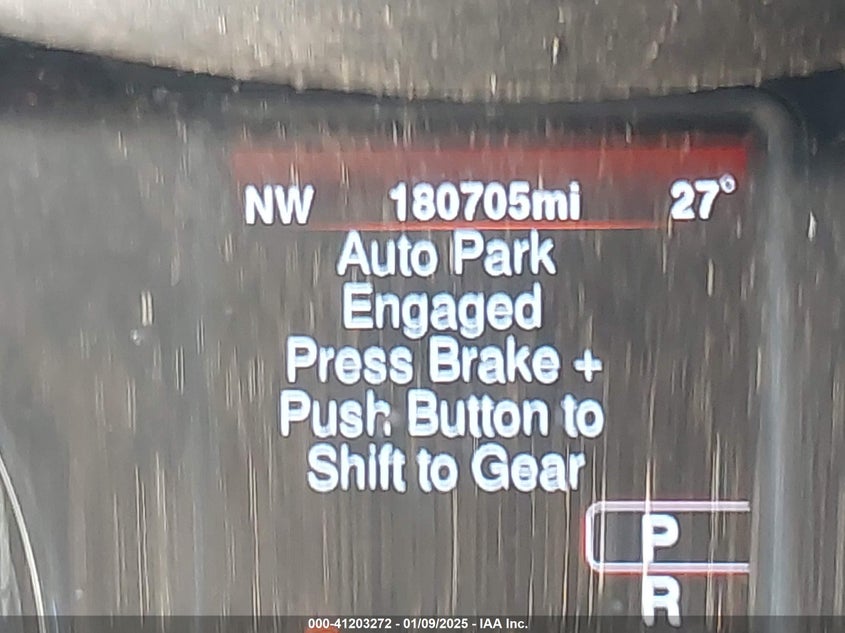 NW 180705mi 27°
Auto Park
Engaged
Press Brake +
Push Button to
Shift to Gear
P
R
000-41203272 - 01/09/2025 - IAA Inc.